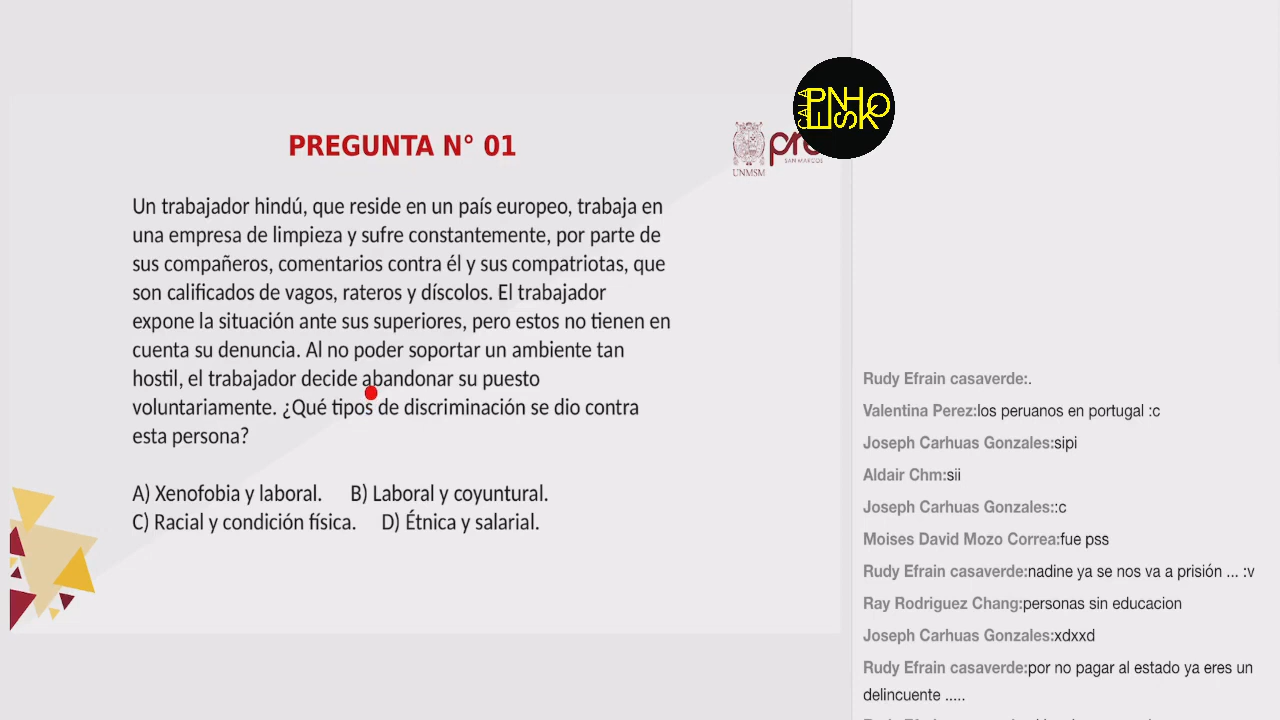 PREGUNTA N° 01
UNMSM
pre
SAN MARCOS
CALA
PENHOSK
Un trabajador hindú, que reside en un país europeo, trabaja en
una empresa de limpieza y sufre constantemente, por parte de
sus compañeros, comentarios contra él y sus compatriotas, que
son calificados de vagos, rateros y díscolos. El trabajador
expone la situación ante sus superiores, pero estos no tienen en
cuenta su denuncia. Al no poder soportar un ambiente tan
hostil, el trabajador decide abandonar su puesto
voluntariamente. ¿Qué tipos de discriminación se dio contra
esta persona?
A) Xenofobia y laboral. B) Laboral y coyuntural.
C) Racial y condición física. D) Étnica y salarial.
Rudy Efrain casaverde:.
Valentina Perez:los peruanos en portugal :c
Joseph Carhuas Gonzales:sipi
Aldair Chm:sii
Joseph Carhuas Gonzales::c
Moises David Mozo Correa:fue pss
Rudy Efrain casaverde:nadine ya se nos va a prisión ... :v
Ray Rodriguez Chang:personas sin educacion
Joseph Carhuas Gonzales:xdxxd
Rudy Efrain casaverde:por no pagar al estado ya eres un
delincuente .....